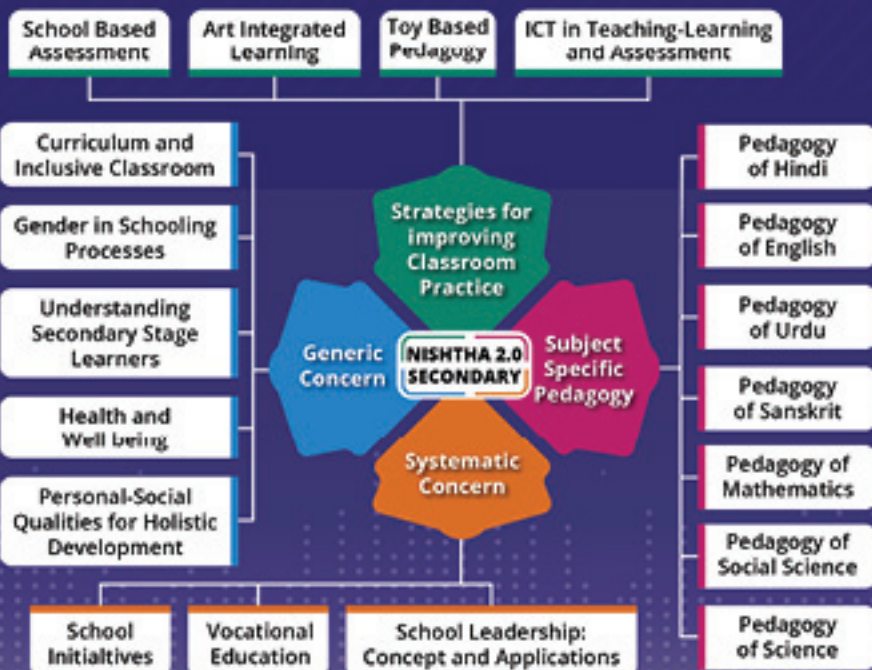 School Based
Assessment
Art Integrated
Learning
Toy Based
Pedagogy
ICT in Teaching-Learning
and Assessment
Strategies for
improving
Classroom
Practice
Curriculum and
Inclusive Classroom
Gender in Schooling
Processes
Understanding
Secondary Stage
Learners
Health and
Well being
Personal-Social
Qualities for Holistic
Development
Generic
Concern
NISHTHA 2.0
SECONDARY
Subject
Specific
Pedagogy
Pedagogy
of Hindi
Pedagogy
of English
Pedagogy
of Urdu
Pedagogy
of Sanskrit
Pedagogy of
Mathematics
Pedagogy of
Social Science
Pedagogy
of Science
Systematic
Concern
School
Initialtives
Vocational
Education
School Leadership:
Concept and Applications